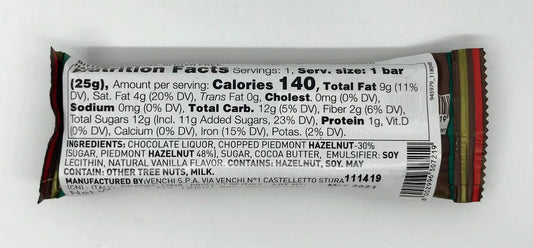 Nutrition Facts Servings: 1, Serv. size: 1 bar
(25g), Amount per serving: Calories 140, Total Fat 9g (11%
DV), Sat. Fat 4g (20% DV), Trans Fat 0g, Cholest. 0mg (0% DV),
Sodium 0mg (0% DV), Total Carb. 12g (5% DV), Fiber 2g (6% DV),
Total Sugars 12g (Incl. 11g Added Sugars, 23% DV), Protein 1g, Vit.D
(0% DV), Calcium (0% DV), Iron (15% DV), Potas. (2% DV).
INGREDIENTS: CHOCOLATE LIQUOR, CHOPPED PIEDMONT HAZELNUT-30%
(SUGAR, PIEDMONT HAZELNUT 48%), SUGAR, COCOA BUTTER, EMULSIFIER: SOY
LECITHIN, NATURAL VANILLA FLAVOR. CONTAINS: HAZELNUT, SOY. MAY
CONTAIN: OTHER TREE NUTS, MILK.
MANUFACTURED BY:VENCHI S.P.A. VIA VENCHI N°1 CASTELLETTO STURA
(CN) - 
111419
2021